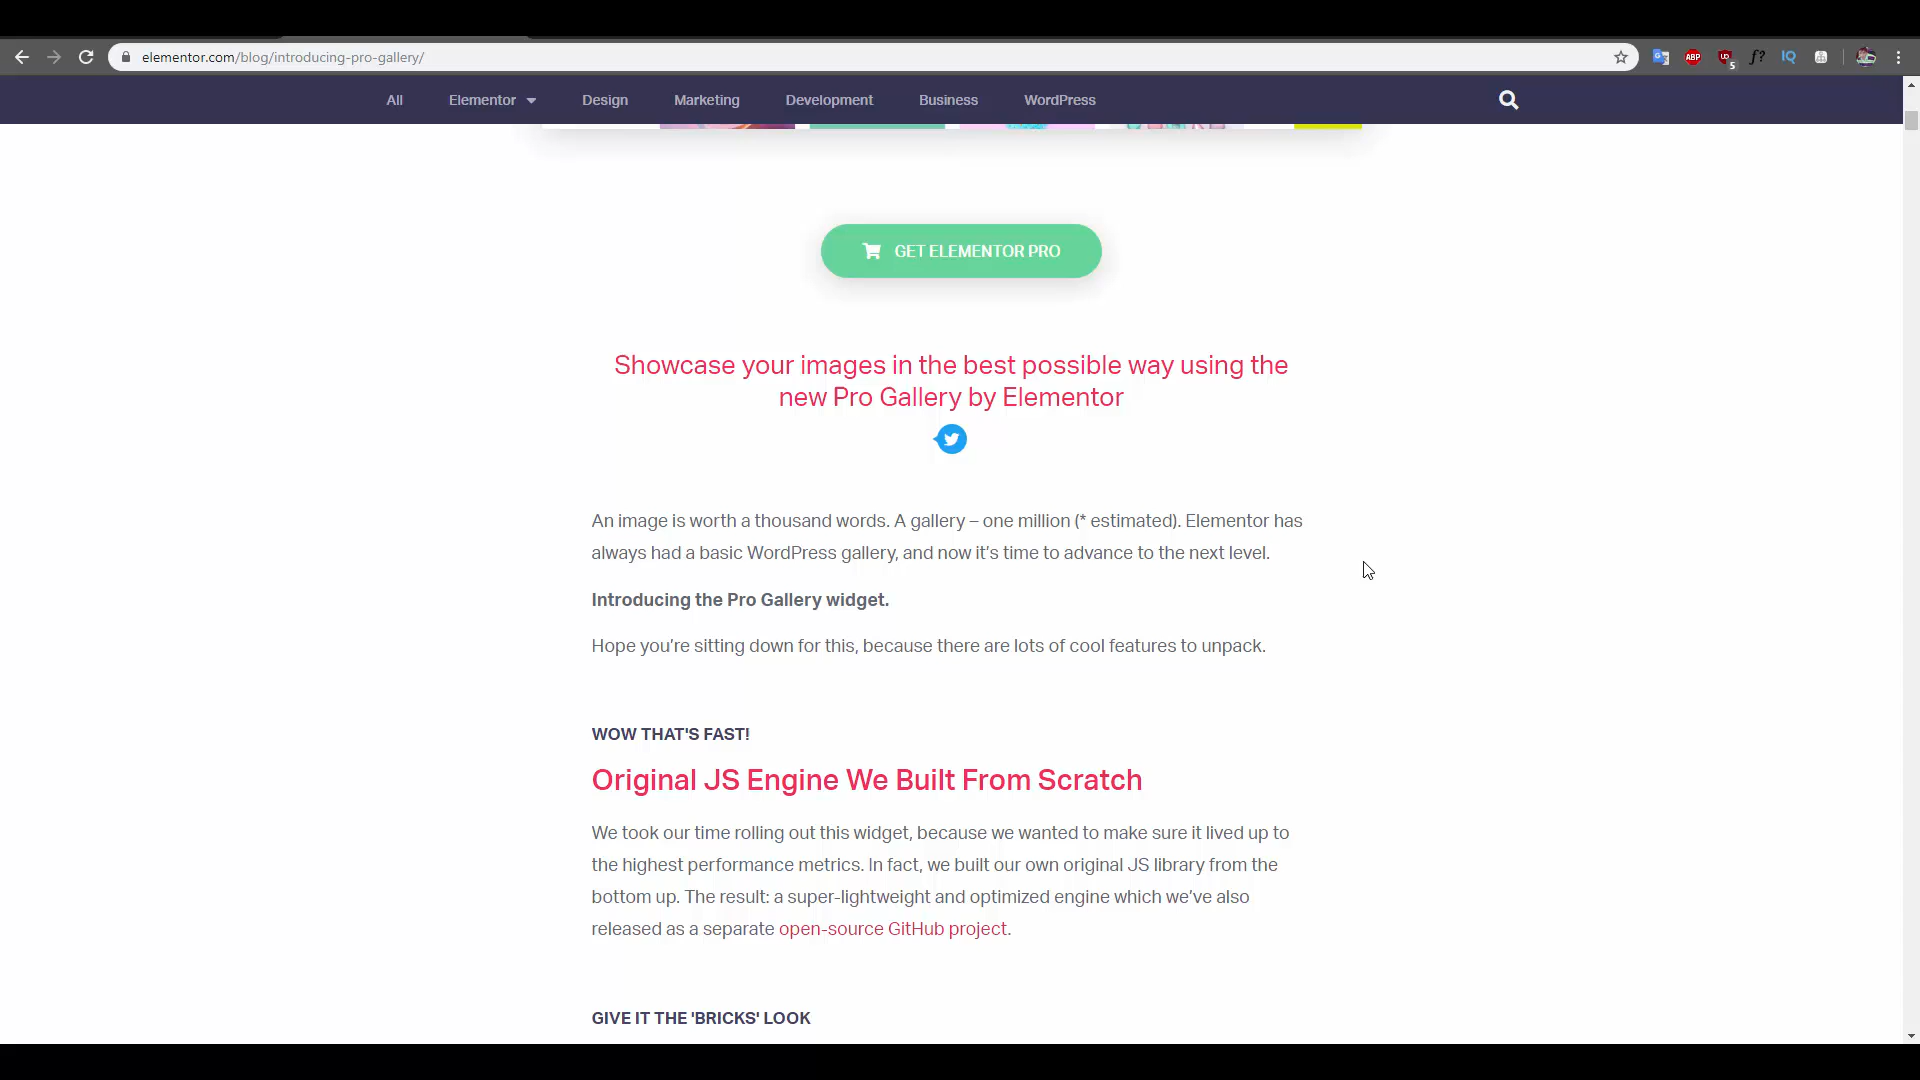 elementor.com/blog/introducing-pro-gallery/
ABP
5
f?
IQ
All
Elementor
Design
Marketing
Development
Business
WordPress
GET ELEMENTOR PRO
Showcase your images in the best possible way using the
new Pro Gallery by Elementor
An image is worth a thousand words. A gallery – one million (* estimated). Elementor has
always had a basic WordPress gallery, and now it’s time to advance to the next level.
Introducing the Pro Gallery widget.
Hope you’re sitting down for this, because there are lots of cool features to unpack.
WOW THAT'S FAST!
Original JS Engine We Built From Scratch
We took our time rolling out this widget, because we wanted to make sure it lived up to
the highest performance metrics. In fact, we built our own original JS library from the
bottom up. The result: a super-lightweight and optimized engine which we’ve also
released as a separate open-source GitHub project.
GIVE IT THE 'BRICKS' LOOK